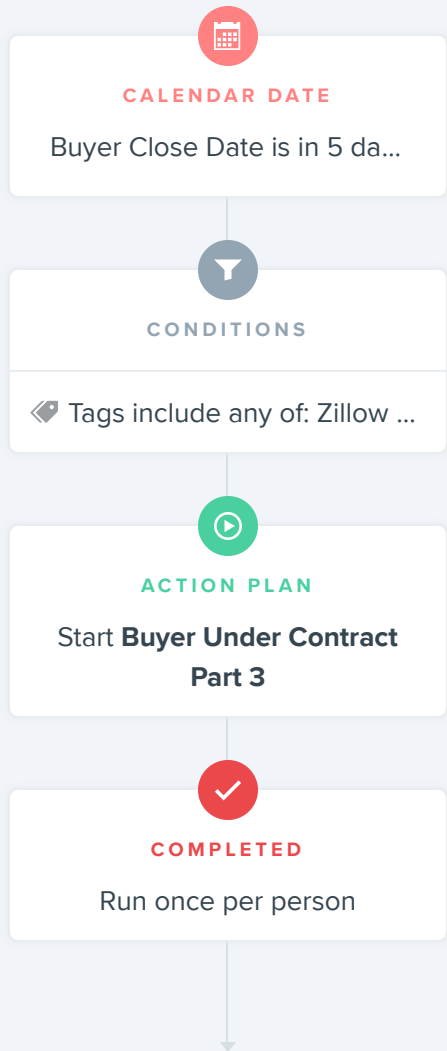 CALENDAR DATE
Buyer Close Date is in 5 da...
CONDITIONS
Tags include any of: Zillow ...
ACTION PLAN
Start Buyer Under Contract
Part 3
COMPLETED
Run once per person